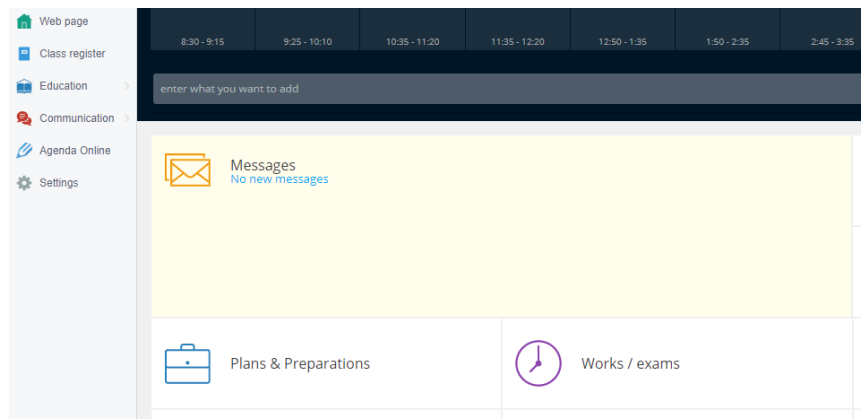 Web page
Class register
Education
Communication
Agenda Online
Settings
8:30 - 9:15 9:25 - 10:10 10:35 - 11:20 11:35 - 12:20 12:50 - 1:35 1:50 - 2:35 2:45 - 3:35
enter what you want to add
Messages
No new messages
Plans & Preparations
Works / exams